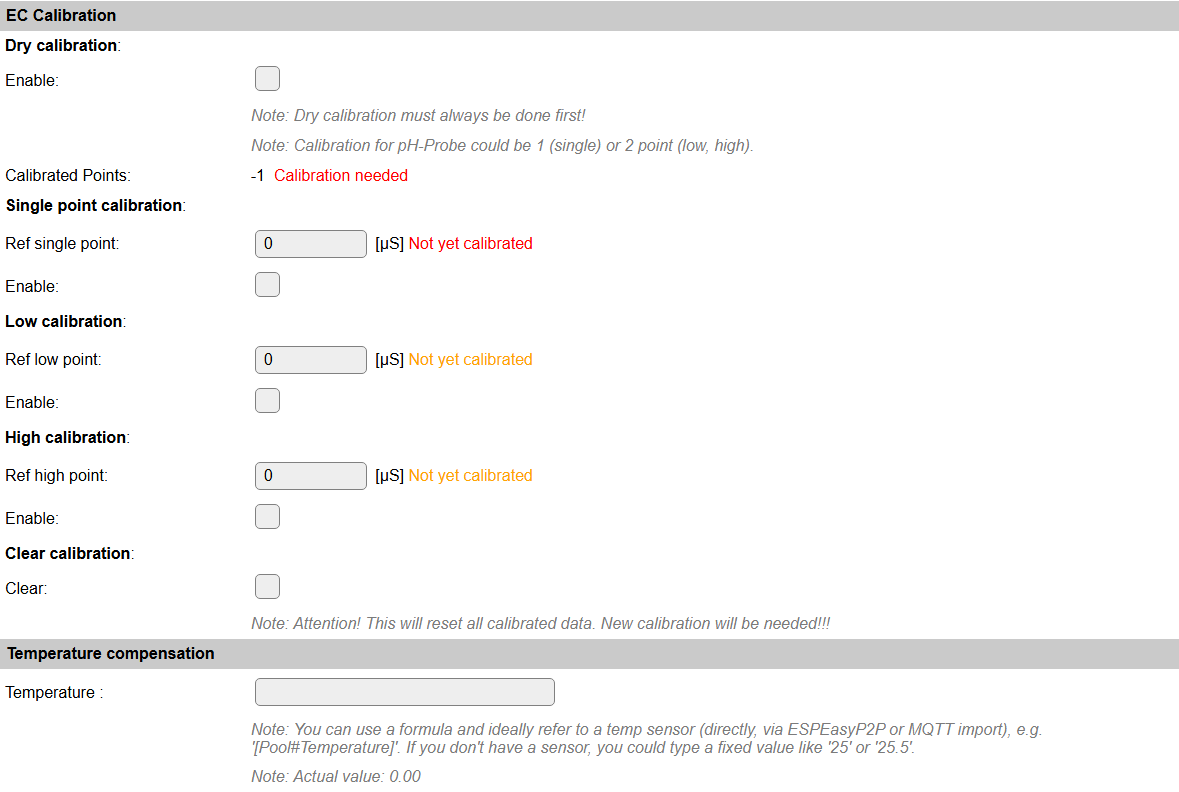 EC Calibration
Dry calibration:
Enable:
Note: Dry calibration must always be done first!
Note: Calibration for pH-Probe could be 1 (single) or 2 point (low, high).
Calibrated Points: -1 Calibration needed
Single point calibration:
Ref single point: 0 [µS] Not yet calibrated
Enable:
Low calibration:
Ref low point: 0 [µS] Not yet calibrated
Enable:
High calibration:
Ref high point: 0 [µS] Not yet calibrated
Enable:
Clear calibration:
Clear:
Note: Attention! This will reset all calibrated data. New calibration will be needed!!!
Temperature compensation
Temperature :
Note: You can use a formula and ideally refer to a temp sensor (directly, via ESPEasyP2P or MQTT import), e.g.
'[Pool#Temperature]'. If you don't have a sensor, you could type a fixed value like '25' or '25.5'.
Note: Actual value: 0.00